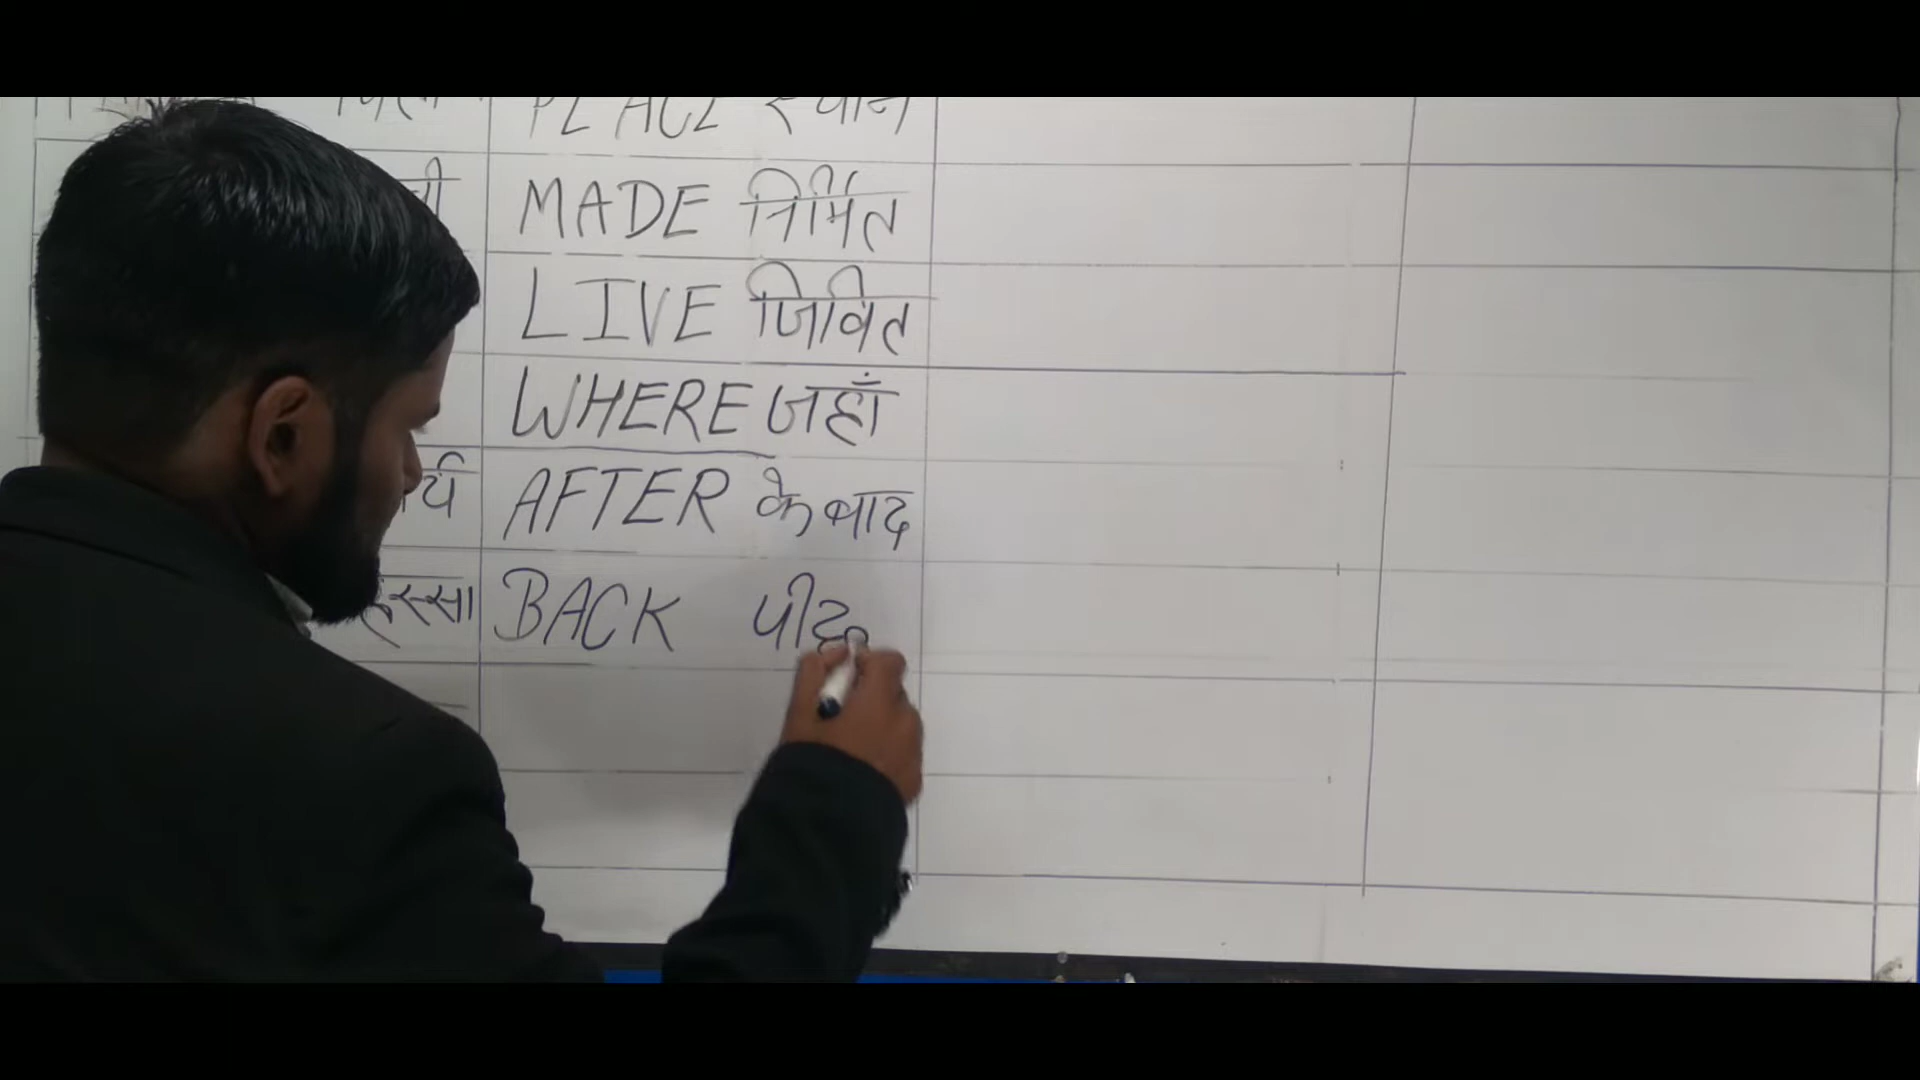 PLACE स्थान
MADE निर्मित
LIVE जिवित
WHERE जहाँ
AFTER के बाद
BACK